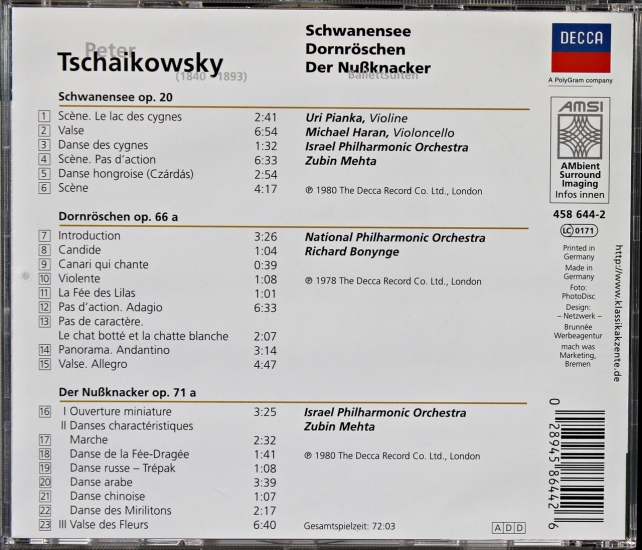 Peter
Tschaikowsky
(1840 - 1893)
Schwanensee
Dornröschen
Der Nußknacker
Ballettsuiten
DECCA
A PolyGram company
Schwanensee op. 20
1 Scène. Le lac des cygnes 2:41
2 Valse 6:54
3 Danse des cygnes 1:32
4 Scène. Pas d’action 6:33
5 Danse hongroise (Czárdás) 2:54
6 Scène 4:17
Uri Pianka, Violine
Michael Haran, Violoncello
Israel Philharmonic Orchestra
Zubin Mehta
℗ 1980 The Decca Record Co. Ltd., London
AMSI
AMbient
Surround
Imaging
Infos innen
458 644-2
LC 0171
Dornröschen op. 66 a
7 Introduction 3:26
8 Candide 1:04
9 Canari qui chante 0:39
10 Violente 1:08
11 La Fée des Lilas 1:01
12 Pas d’action. Adagio 6:33
13 Pas de caractère.
Le chat botté et la chatte blanche 2:07
14 Panorama. Andantino 3:14
15 Valse. Allegro 4:47
National Philharmonic Orchestra
Richard Bonynge
℗ 1978 The Decca Record Co. Ltd., London
Printed in
Germany
Made in
Germany
Foto:
PhotoDisc
Design:
– Netzwerk –
Brunnée
Werbeagentur
mach was
Marketing,
Bremen
http://www.klassikakzente.de
Der Nußknacker op. 71 a
16 I Ouverture miniature 3:25
II Danses charactéristiques
17 Marche 2:32
18 Danse de la Fée-Dragée 1:41
19 Danse russe – Trépak 1:08
20 Danse arabe 3:39
21 Danse chinoise 1:07
22 Danse des Mirilitons 2:17
23 III Valse des Fleurs 6:40
Israel Philharmonic Orchestra
Zubin Mehta
℗ 1980 The Decca Record Co. Ltd., London
Gesamtspielzeit: 72:03
ADD
0 28945 86442 6